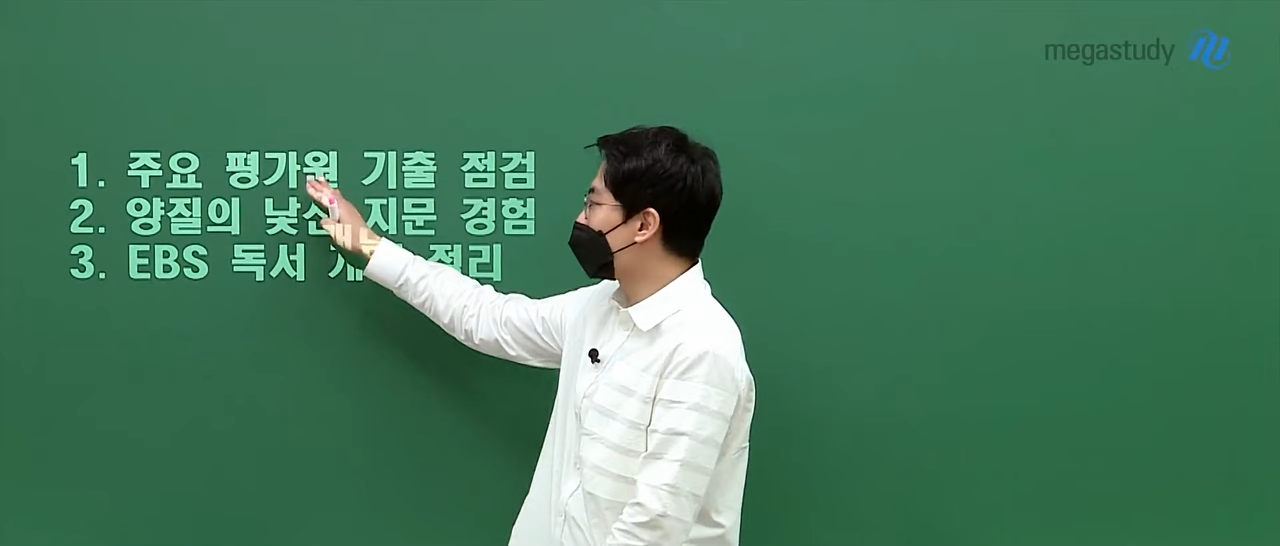 megastudy
1. 주요 평가원 기출 점검
2. 양질의 낯선 지문 경험
3. EBS 독서 정리